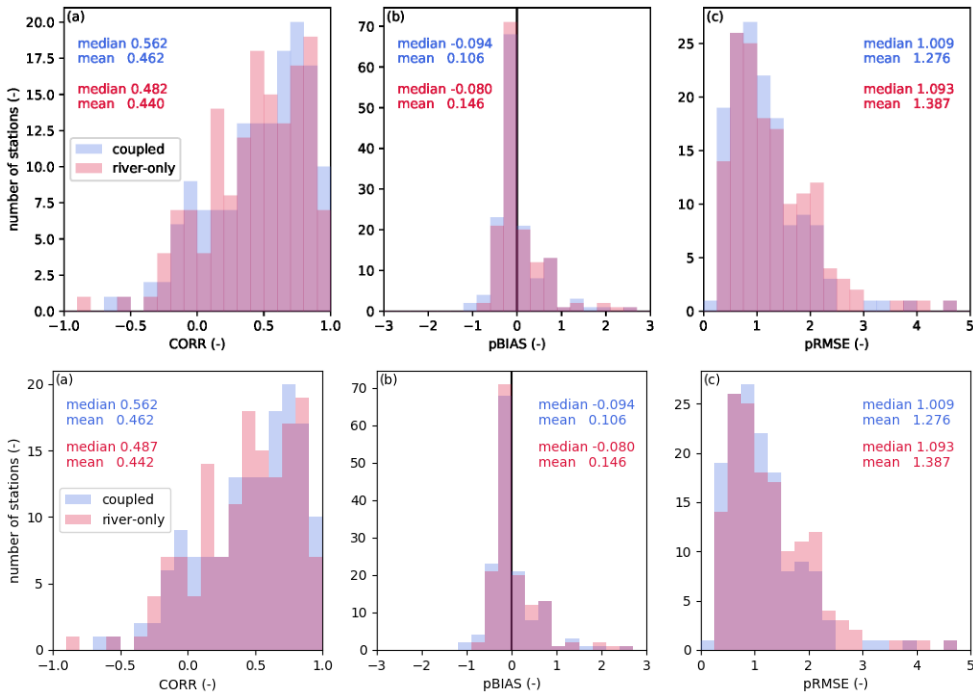 (a)
median 0.562
mean 0.462
median 0.482
mean 0.440
coupled
river-only
number of stations (-)
20.0
17.5
15.0
12.5
10.0
7.5
5.0
2.5
0.0
−1.0 −0.5 0.0 0.5 1.0
CORR (-)
(b)
median -0.094
mean 0.106
median -0.080
mean 0.146
70
60
50
40
30
20
10
0
−3 −2 −1 0 1 2 3
pBIAS (-)
(c)
median 1.009
mean 1.276
median 1.093
mean 1.387
25
20
15
10
5
0
0 1 2 3 4 5
pRMSE (-)
(a)
median 0.562
mean 0.462
median 0.487
mean 0.442
coupled
river-only
number of stations (-)
20
15
10
5
0
−1.0 −0.5 0.0 0.5 1.0
CORR (-)
(b)
median -0.094
mean 0.106
median -0.080
mean 0.146
70
60
50
40
30
20
10
0
−3 −2 −1 0 1 2 3
pBIAS (-)
(c)
median 1.009
mean 1.276
median 1.093
mean 1.387
25
20
15
10
5
0
0 1 2 3 4 5
pRMSE (-)